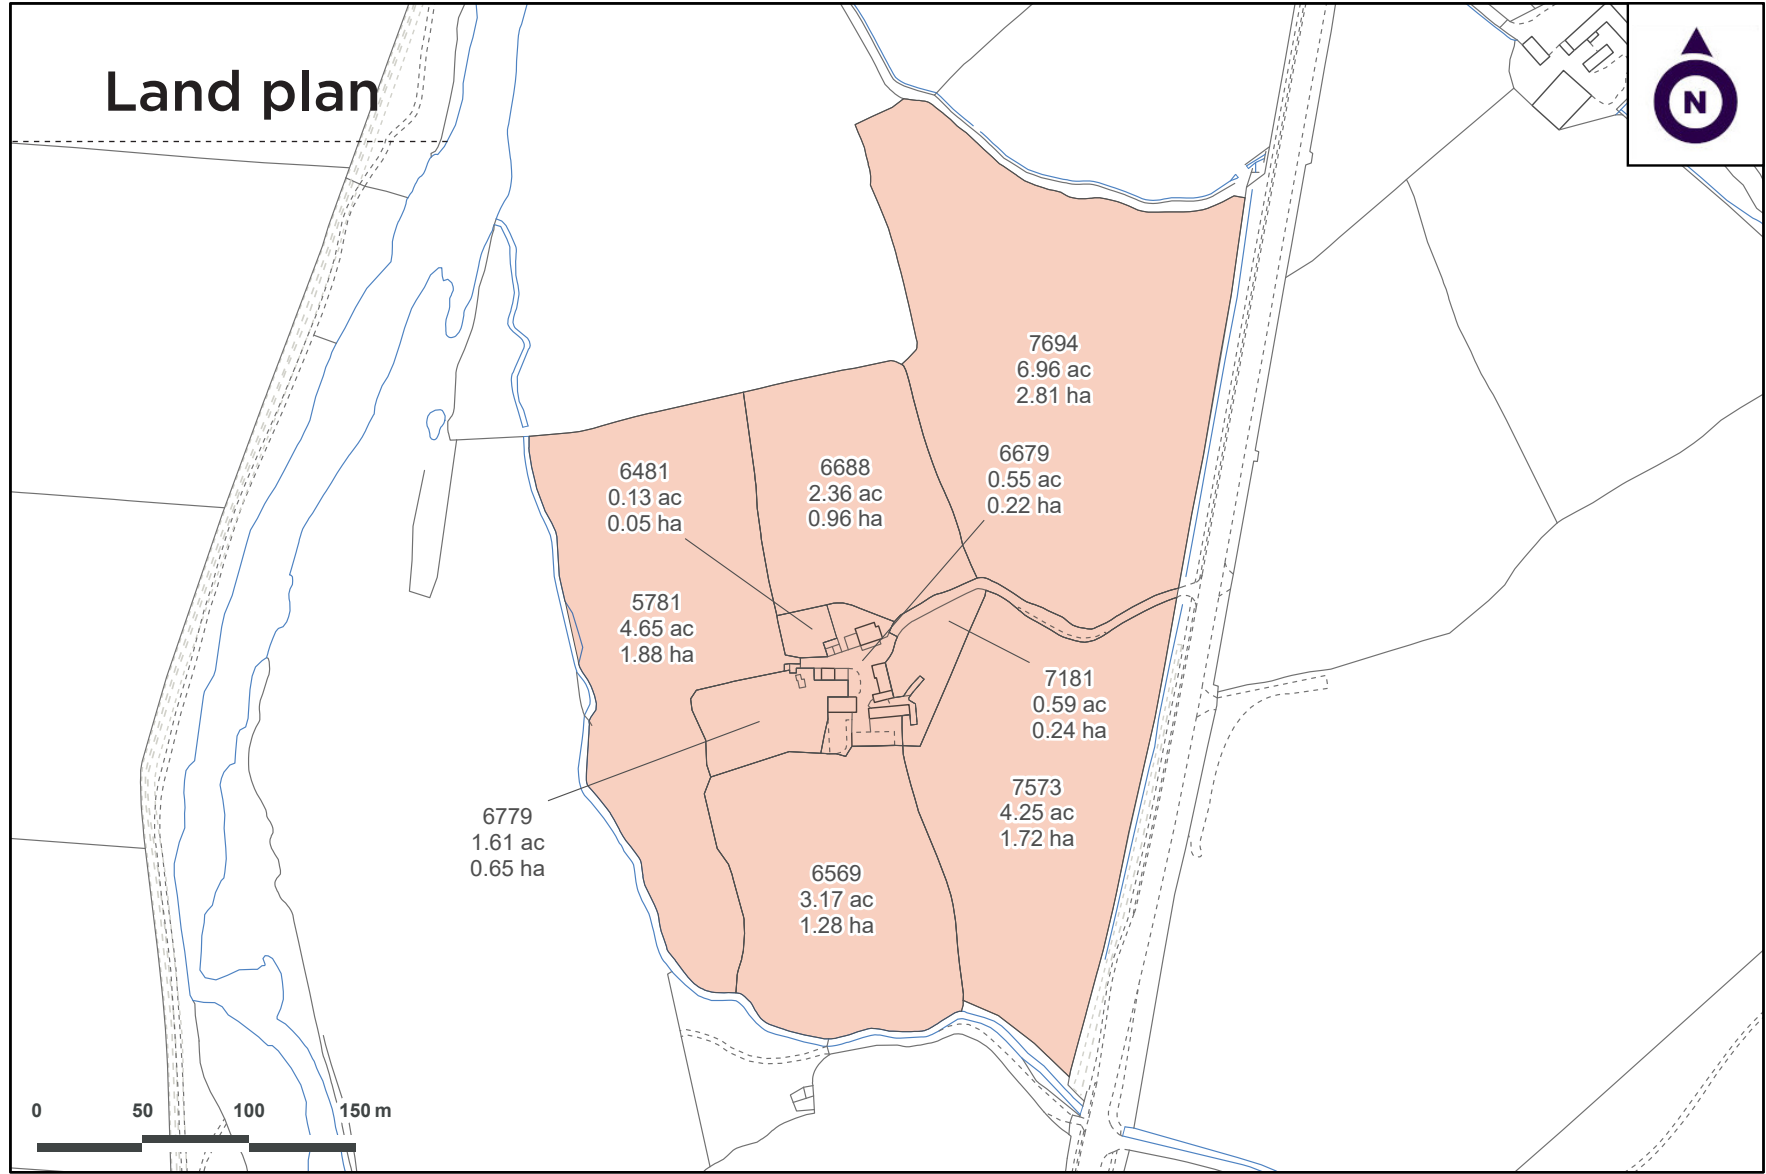 Land plan
N
7694
6.96 ac
2.81 ha
6679
0.55 ac
0.22 ha
6481
0.13 ac
0.05 ha
6688
2.36 ac
0.96 ha
5781
4.65 ac
1.88 ha
7181
0.59 ac
0.24 ha
7573
4.25 ac
1.72 ha
6779
1.61 ac
0.65 ha
6569
3.17 ac
1.28 ha
0 50 100 150 m